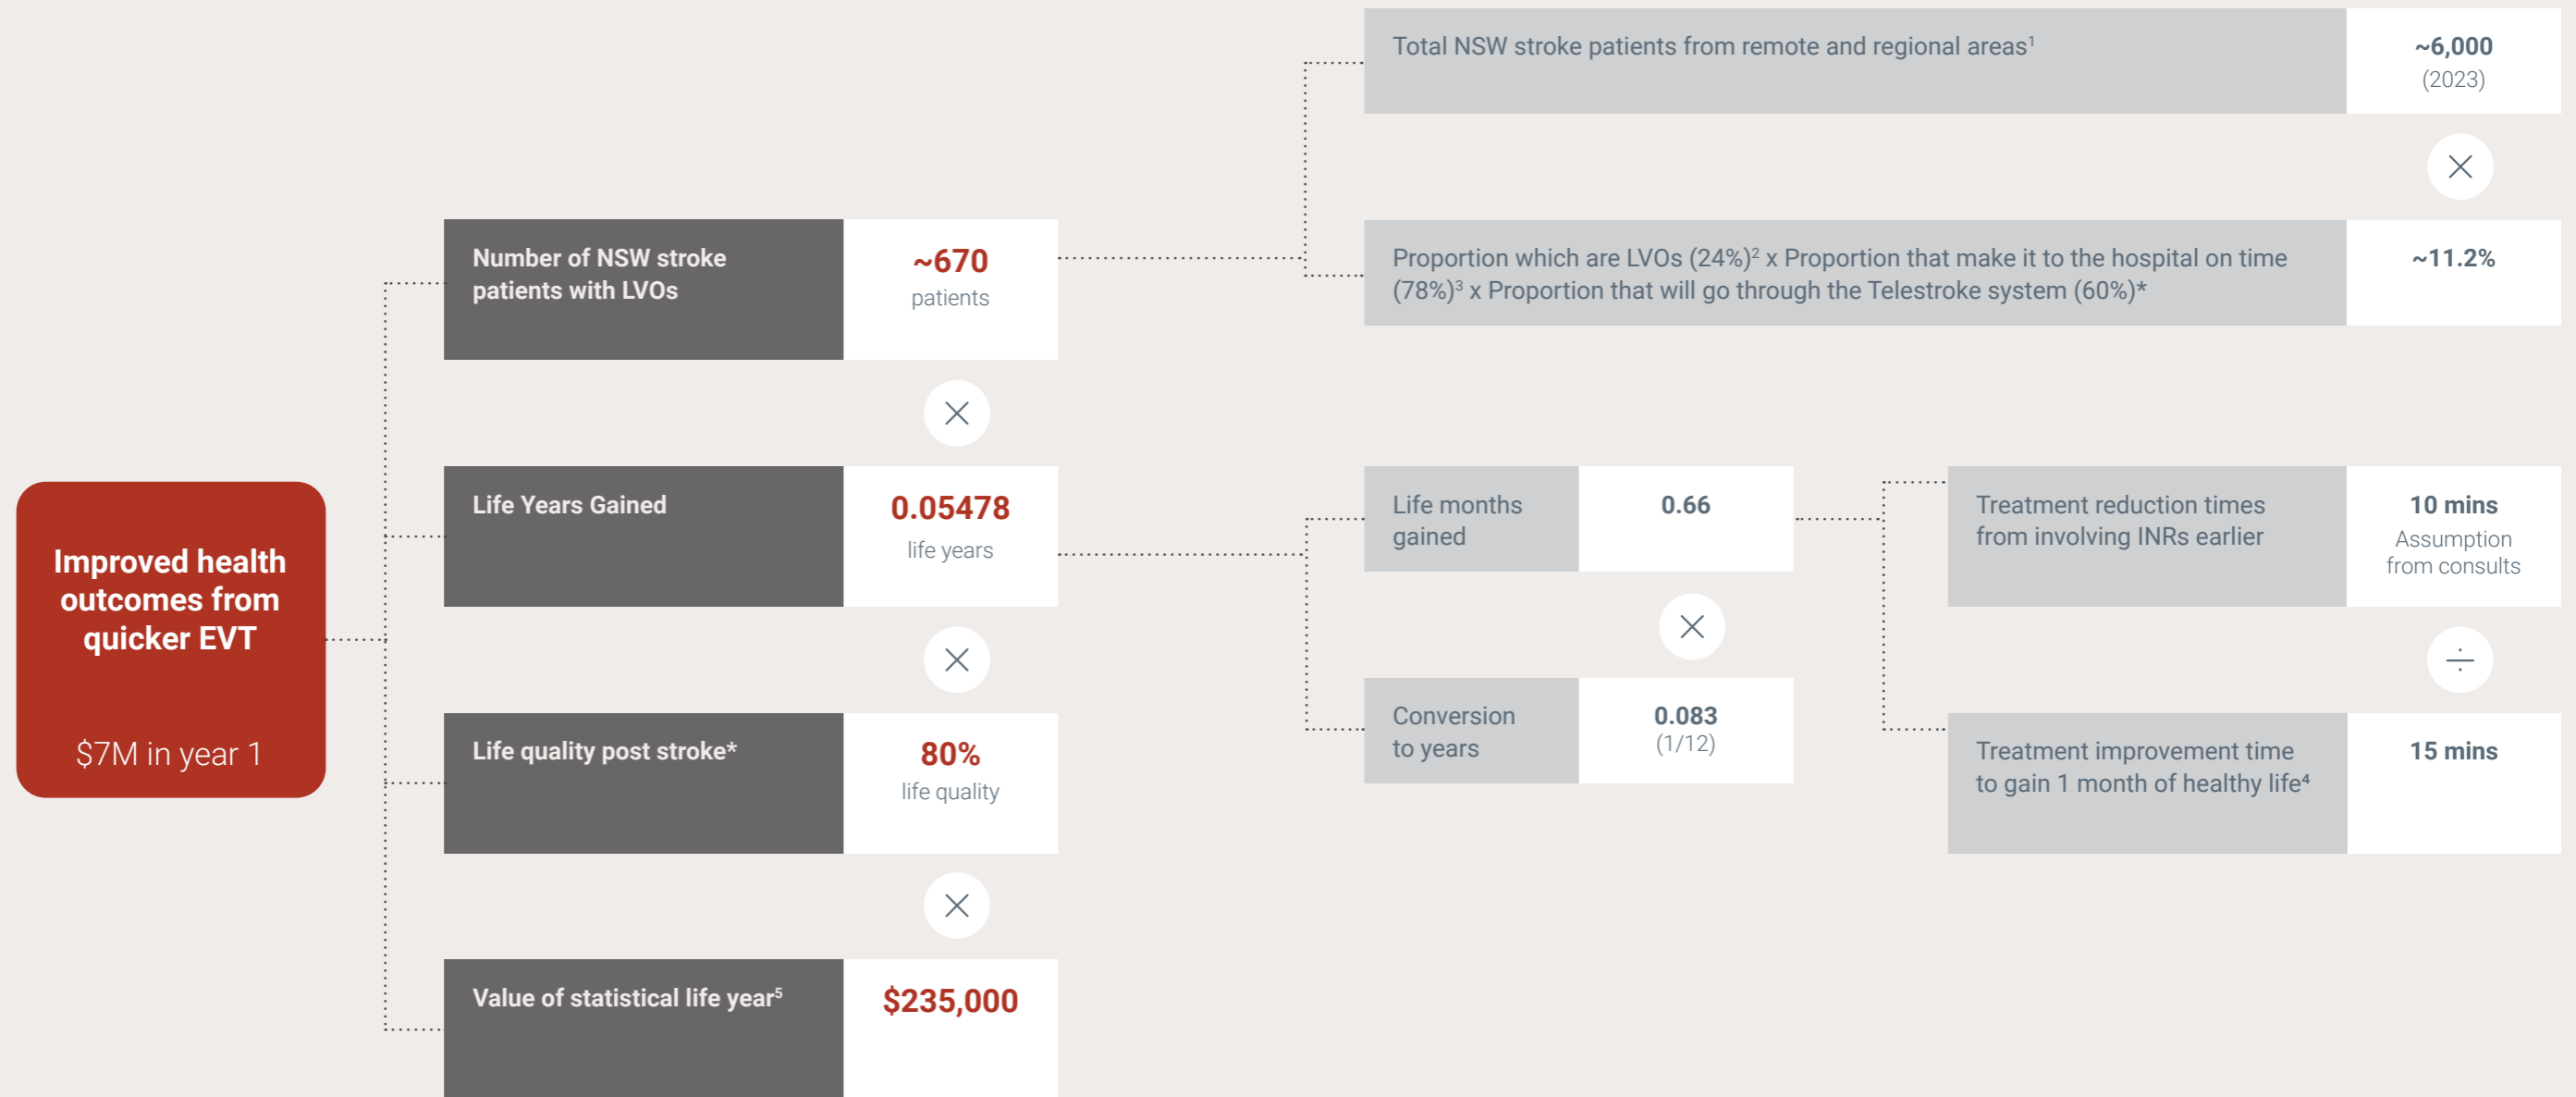 Improved health
outcomes from
quicker EVT
$7M in year 1
Number of NSW stroke
patients with LVOs
~670
patients
×
Life Years Gained
0.05478
life years
×
Life quality post stroke*
80%
life quality
×
Value of statistical life year⁵
$235,000
Total NSW stroke patients from remote and regional areas¹
~6,000
(2023)
×
Proportion which are LVOs (24%)² x Proportion that make it to the hospital on time
(78%)³ x Proportion that will go through the Telestroke system (60%)*
~11.2%
Life months
gained
0.66
×
Conversion
to years
0.083
(1/12)
Treatment reduction times
from involving INRs earlier
10 mins
Assumption
from consults
÷
Treatment improvement time
to gain 1 month of healthy life⁴
15 mins